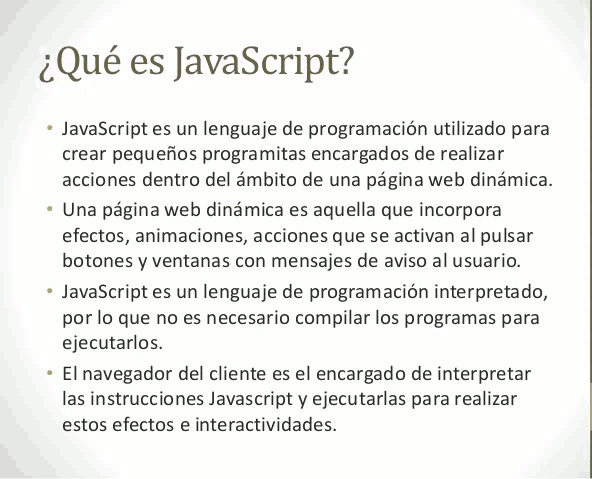 ¿Qué es JavaScript?
• JavaScript es un lenguaje de programación utilizado para
crear pequeños programitas encargados de realizar
acciones dentro del ámbito de una página web dinámica.
• Una página web dinámica es aquella que incorpora
efectos, animaciones, acciones que se activan al pulsar
botones y ventanas con mensajes de aviso al usuario.
• JavaScript es un lenguaje de programación interpretado,
por lo que no es necesario compilar los programas para
ejecutarlos.
• El navegador del cliente es el encargado de interpretar
las instrucciones Javascript y ejecutarlas para realizar
estos efectos e interactividades.